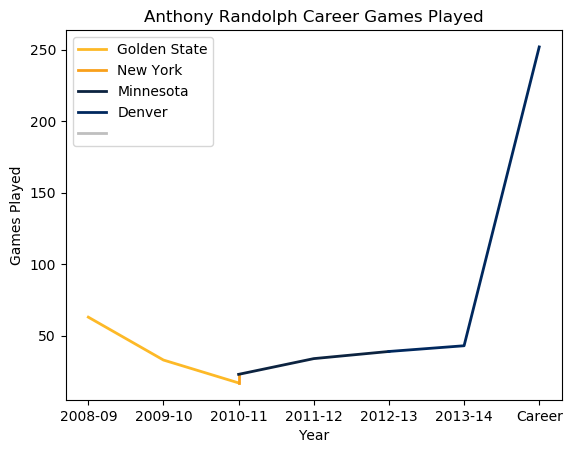 Anthony Randolph Career Games Played
Golden State
New York
Minnesota
Denver
250
200
150
100
50
Games Played
2008-09 2009-10 2010-11 2011-12 2012-13 2013-14 Career
Year